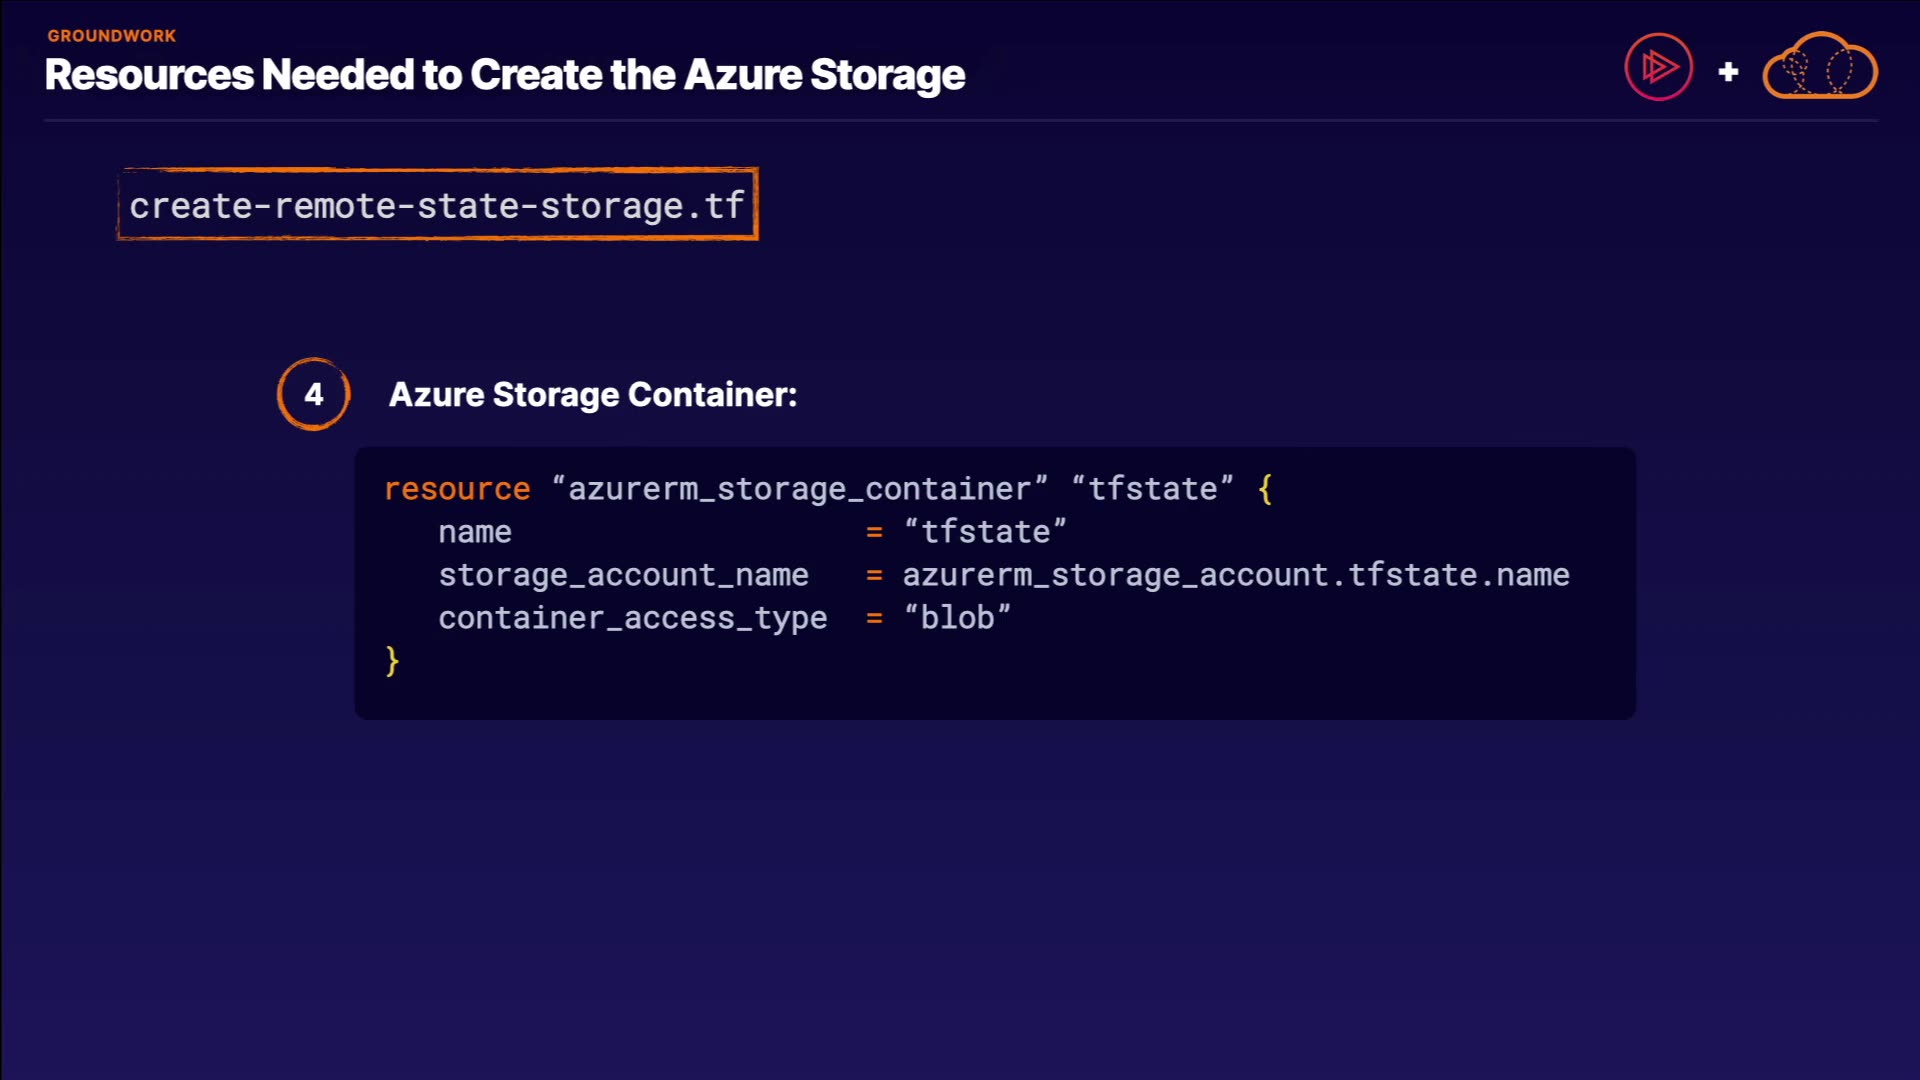 GROUNDWORK
Resources Needed to Create the Azure Storage
+
create-remote-state-storage.tf
4 Azure Storage Container:
resource “azurerm_storage_container” “tfstate” {
name = “tfstate”
storage_account_name = azurerm_storage_account.tfstate.name
container_access_type = “blob”
}